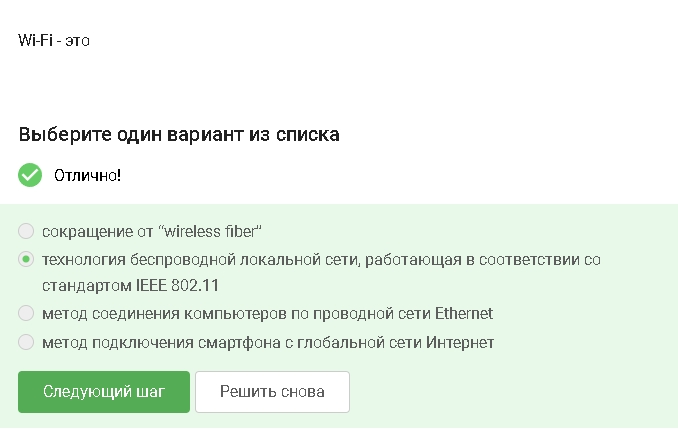 Wi-Fi - это
Выберите один вариант из списка
Отлично!
сокращение от “wireless fiber”
технология беспроводной локальной сети, работающая в соответствии со
стандартом IEEE 802.11
метод соединения компьютеров по проводной сети Ethernet
метод подключения смартфона с глобальной сети Интернет
Следующий шаг
Решить снова